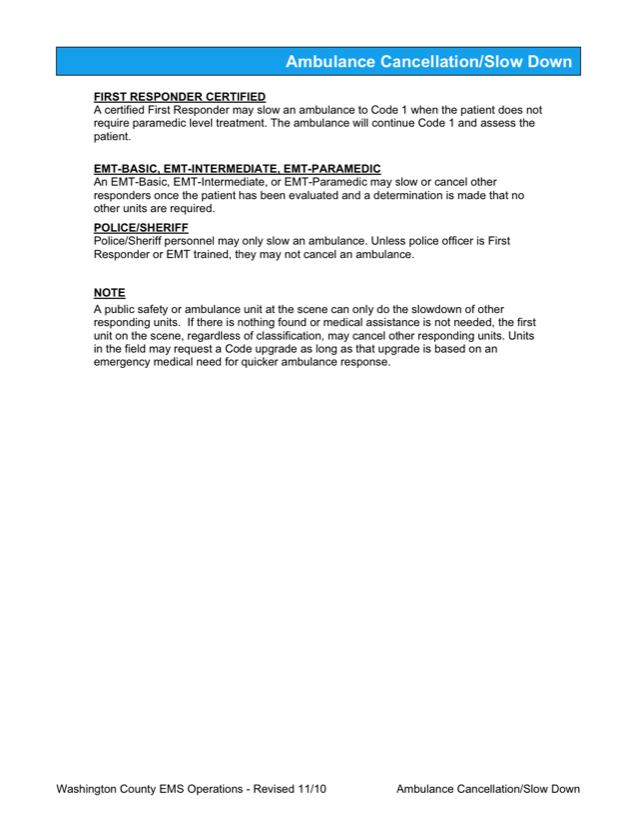 Ambulance Cancellation/Slow Down
FIRST RESPONDER CERTIFIED
A certified First Responder may slow an ambulance to Code 1 when the patient does not
require paramedic level treatment. The ambulance will continue Code 1 and assess the
patient.
EMT-BASIC, EMT-INTERMEDIATE, EMT-PARAMEDIC
An EMT-Basic, EMT-Intermediate, or EMT-Paramedic may slow or cancel other
responders once the patient has been evaluated and a determination is made that no
other units are required.
POLICE/SHERIFF
Police/Sheriff personnel may only slow an ambulance. Unless police officer is First
Responder or EMT trained, they may not cancel an ambulance.
NOTE
A public safety or ambulance unit at the scene can only do the slowdown of other
responding units.  If there is nothing found or medical assistance is not needed, the first
unit on the scene, regardless of classification, may cancel other responding units. Units
in the field may request a Code upgrade as long as that upgrade is based on an
emergency medical need for quicker ambulance response.
Washington County EMS Operations - Revised 11/10 Ambulance Cancellation/Slow Down